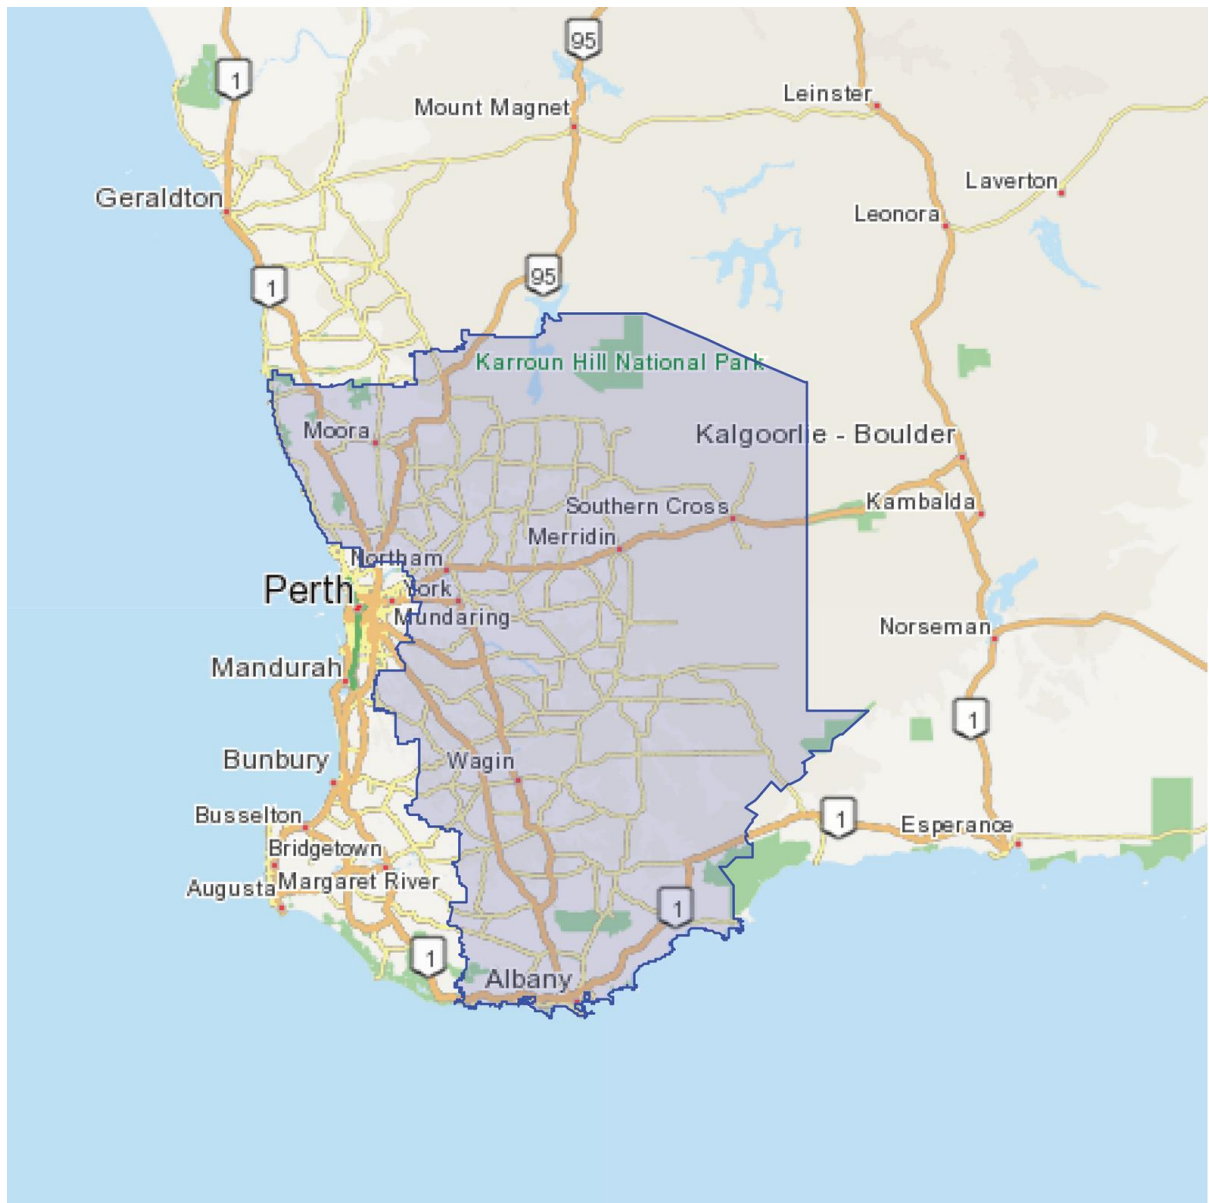 95
1
Mount Magnet
Leinster
Laverton
Geraldton
Leonora
1
95
Karroun Hill National Park
Moora
Kalgoorlie - Boulder
Southern Cross
Kambalda
Merridin
Northam
Perth
York
Mundaring
Norseman
Mandurah
1
Bunbury
Wagin
Busselton
1
Esperance
Bridgetown
Augusta
Margaret River
1
1
Albany